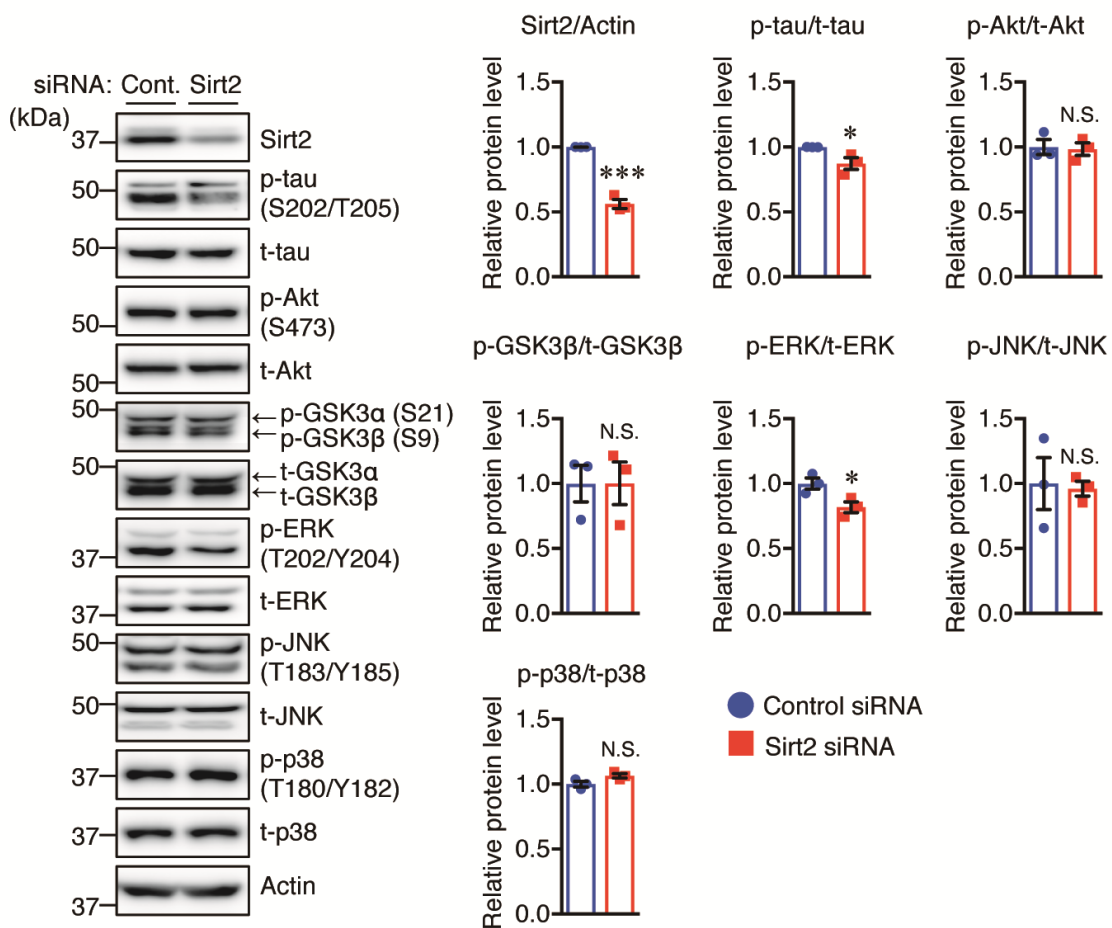 siRNA: Cont. Sirt2
(kDa)
37 Sirt2
50 p-tau
(S202/T205)
50 t-tau
p-Akt
50 (S473)
t-Akt
50
50 ←p-GSK3α (S21)
←p-GSK3β (S9)
50 ←t-GSK3α
←t-GSK3β
p-ERK
37 (T202/Y204)
t-ERK
37
50 p-JNK
(T183/Y185)
50 t-JNK
p-p38
37 (T180/Y182)
37 t-p38
Actin
37
Sirt2/Actin
Relative protein level
1.5
1.0
0.5
0.0
***
p-tau/t-tau
Relative protein level
1.5
1.0
0.5
0.0
*
p-Akt/t-Akt
Relative protein level
1.5
1.0
0.5
0.0
N.S.
p-GSK3β/t-GSK3β
Relative protein level
1.5
1.0
0.5
0.0
N.S.
p-ERK/t-ERK
Relative protein level
1.5
1.0
0.5
0.0
*
p-JNK/t-JNK
Relative protein level
1.5
1.0
0.5
0.0
N.S.
p-p38/t-p38
Relative protein level
1.5
1.0
0.5
0.0
N.S.
Control siRNA
Sirt2 siRNA